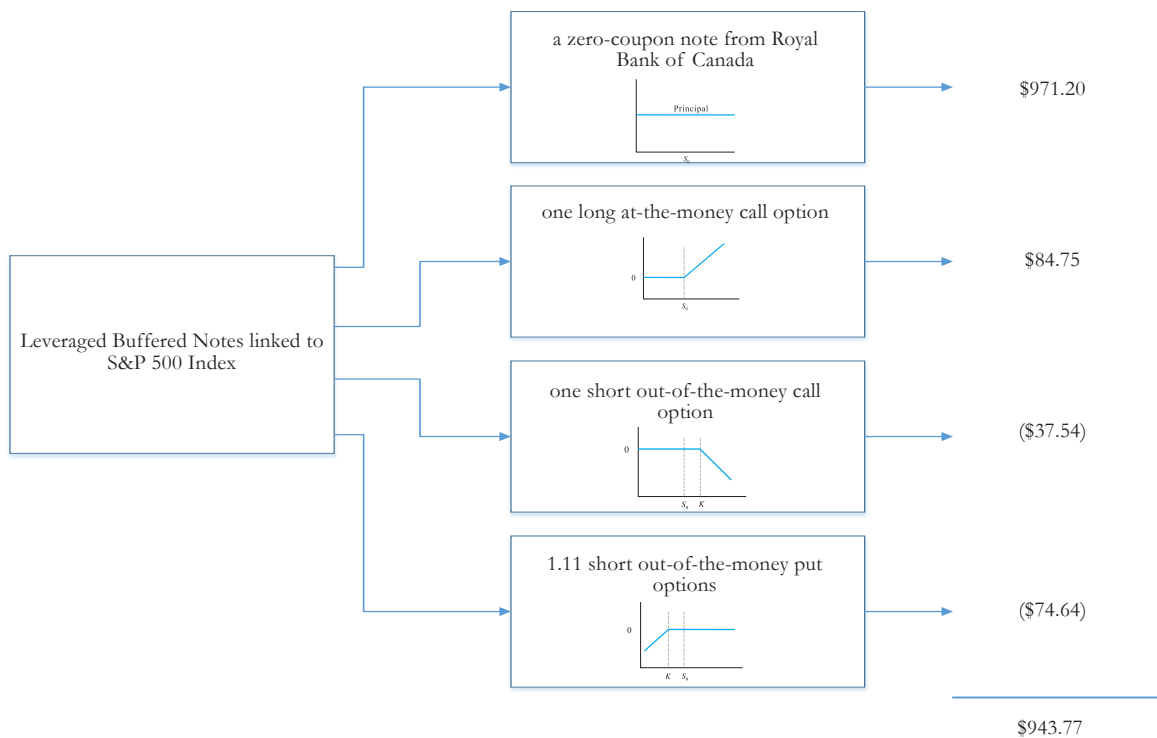 a zero-coupon note from Royal
Bank of Canada
Principal
S₀
$971.20
one long at-the-money call option
0
S₀
$84.75
Leveraged Buffered Notes linked to
S&P 500 Index
one short out-of-the-money call
option
0
S₀ K
($37.54)
1.11 short out-of-the-money put
options
0
K S₀
($74.64)
$943.77